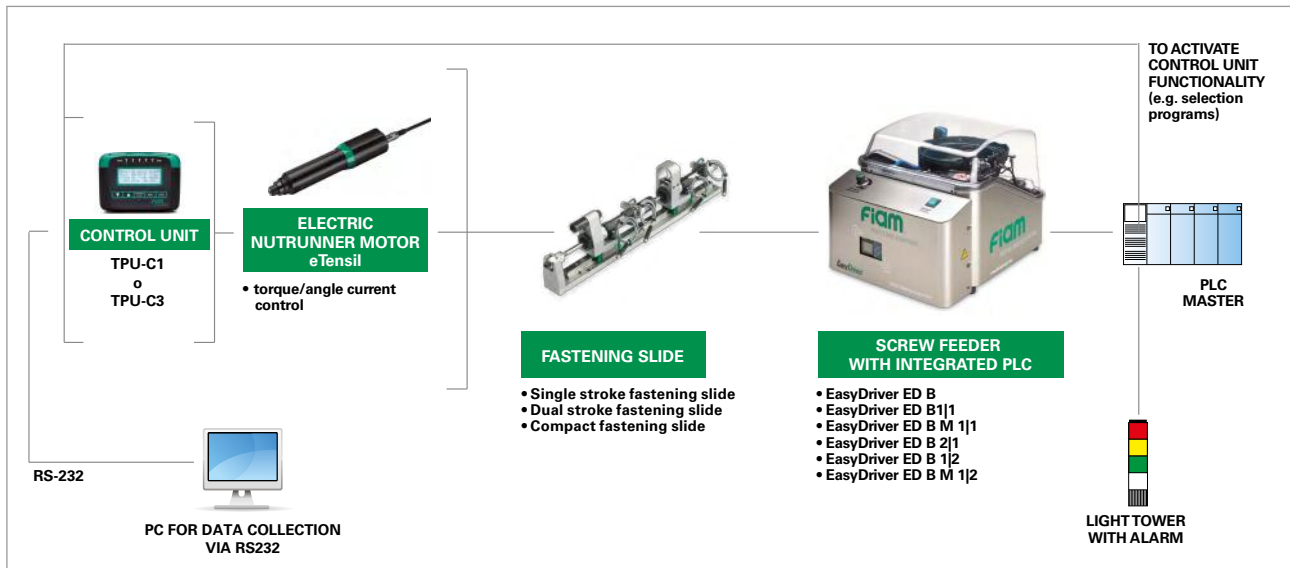 TO ACTIVATE
CONTROL UNIT
FUNCTIONALITY
(e.g. selection
programs)
CONTROL UNIT
TPU-C1
o
TPU-C3
ELECTRIC
NUTRUNNER MOTOR
eTensil
• torque/angle current
control
FASTENING SLIDE
• Single stroke fastening slide
• Dual stroke fastening slide
• Compact fastening slide
Fiam
Fiam
EasyDriver
SCREW FEEDER
WITH INTEGRATED PLC
• EasyDriver ED B
• EasyDriver ED B1|1
• EasyDriver ED B M 1|1
• EasyDriver ED B 2|1
• EasyDriver ED B 1|2
• EasyDriver ED B M 1|2
PLC
MASTER
RS-232
PC FOR DATA COLLECTION
VIA RS232
LIGHT TOWER
WITH ALARM